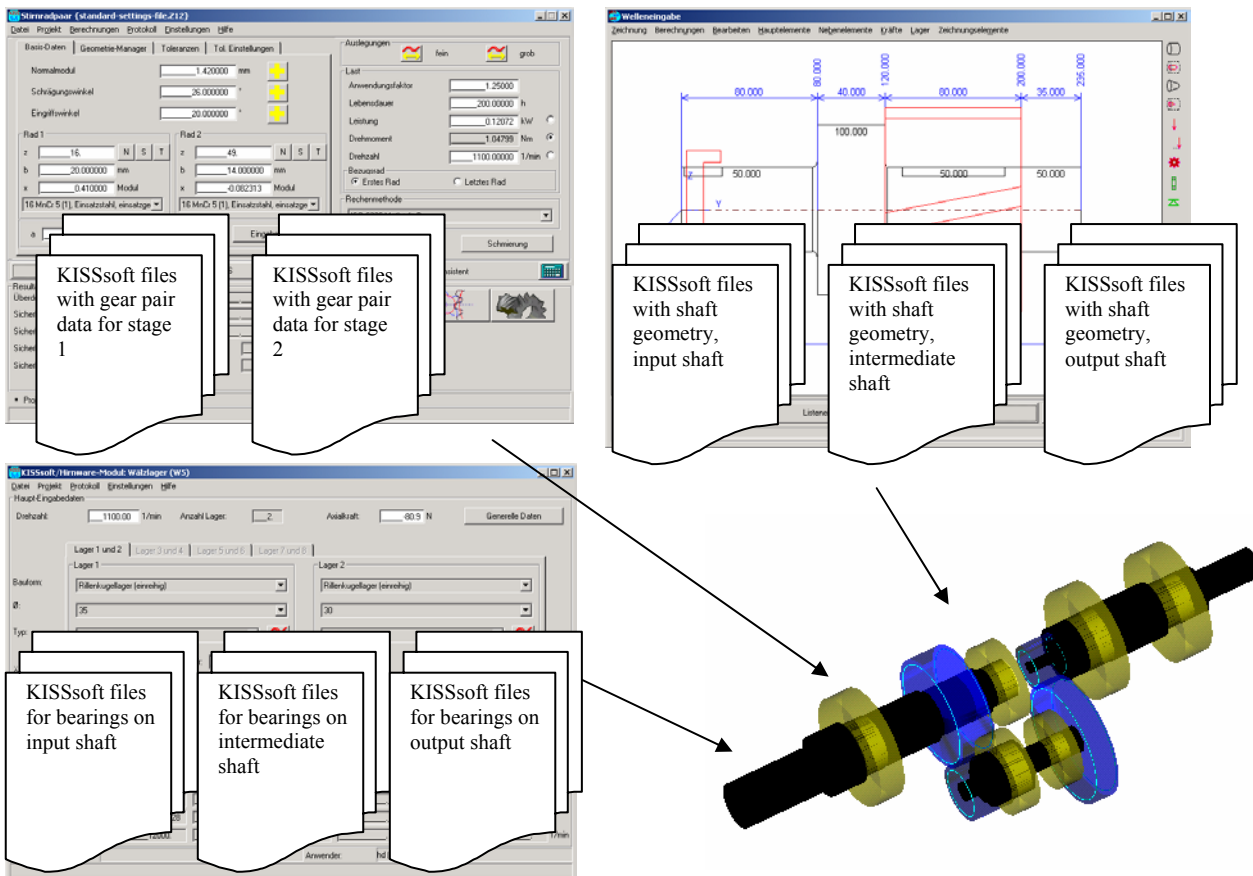 Stirnradpaar (standard-settings-file.Z12)
Datei Projekt Berechnungen Protokoll Einstellungen Hilfe
Basis-Daten Geometrie-Manager Toleranzen Tol. Einstellungen
Normalmodul 1.420000 mm
Schrägungswinkel 26.000000 °
Eingriffswinkel 20.000000 °
Rad 1
z 16. N S T
b 20.000000 mm
x 0.410000 Modul
16 MnCr 5 (1), Einsatzstahl, einsatzge
Rad 2
z 49. N S T
b 14.000000 mm
x -0.082313 Modul
16 MnCr 5 (1), Einsatzstahl, einsatzge
a
Auslegungen
fein grob
Last
Anwendungsfaktor 1.25000
Lebensdauer 200.00000 h
Leistung 0.12072 kW
Drehmoment 1.04799 Nm
Drehzahl 1100.00000 1/min
Bezugsrad
Erstes Rad Letztes Rad
Rechenmethode
Schmierung
KISSsoft files
with gear pair
data for stage
1
KISSsoft files
with gear pair
data for stage
2
Welleneingabe
Zeichnung Berechnungen Bearbeiten Hauptelemente Nebenelemente Kräfte Lager Zeichnungselemente
80.000 120.000 200.000 235.000
80.000 40.000 80.000 35.000
100.000
50.000 50.000 50.000
Z
Y
KISSsoft files
with shaft
geometry,
input shaft
KISSsoft files
with shaft
geometry,
intermediate
shaft
KISSsoft files
with shaft
geometry,
output shaft
KISSsoft/Hirnware-Modul: Wälzlager (W5)
Datei Projekt Protokoll Einstellungen Hilfe
Haupt-Eingabedaten
Drehzahl: 1100.00 1/min Anzahl Lager: 2. Axialkraft: -80.9 N Generelle Daten
Lager 1 und 2 Lager 3 und 4 Lager 5 und 6 Lager 7 und 8
Lager 1 Lager 2
Bauform: Rillenkugellager (einreihig) Rillenkugellager (einreihig)
Ø: 35 30
Typ:
KISSsoft files
for bearings on
input shaft
KISSsoft files
for bearings on
intermediate
shaft
KISSsoft files
for bearings on
output shaft
1/min
Anwender: